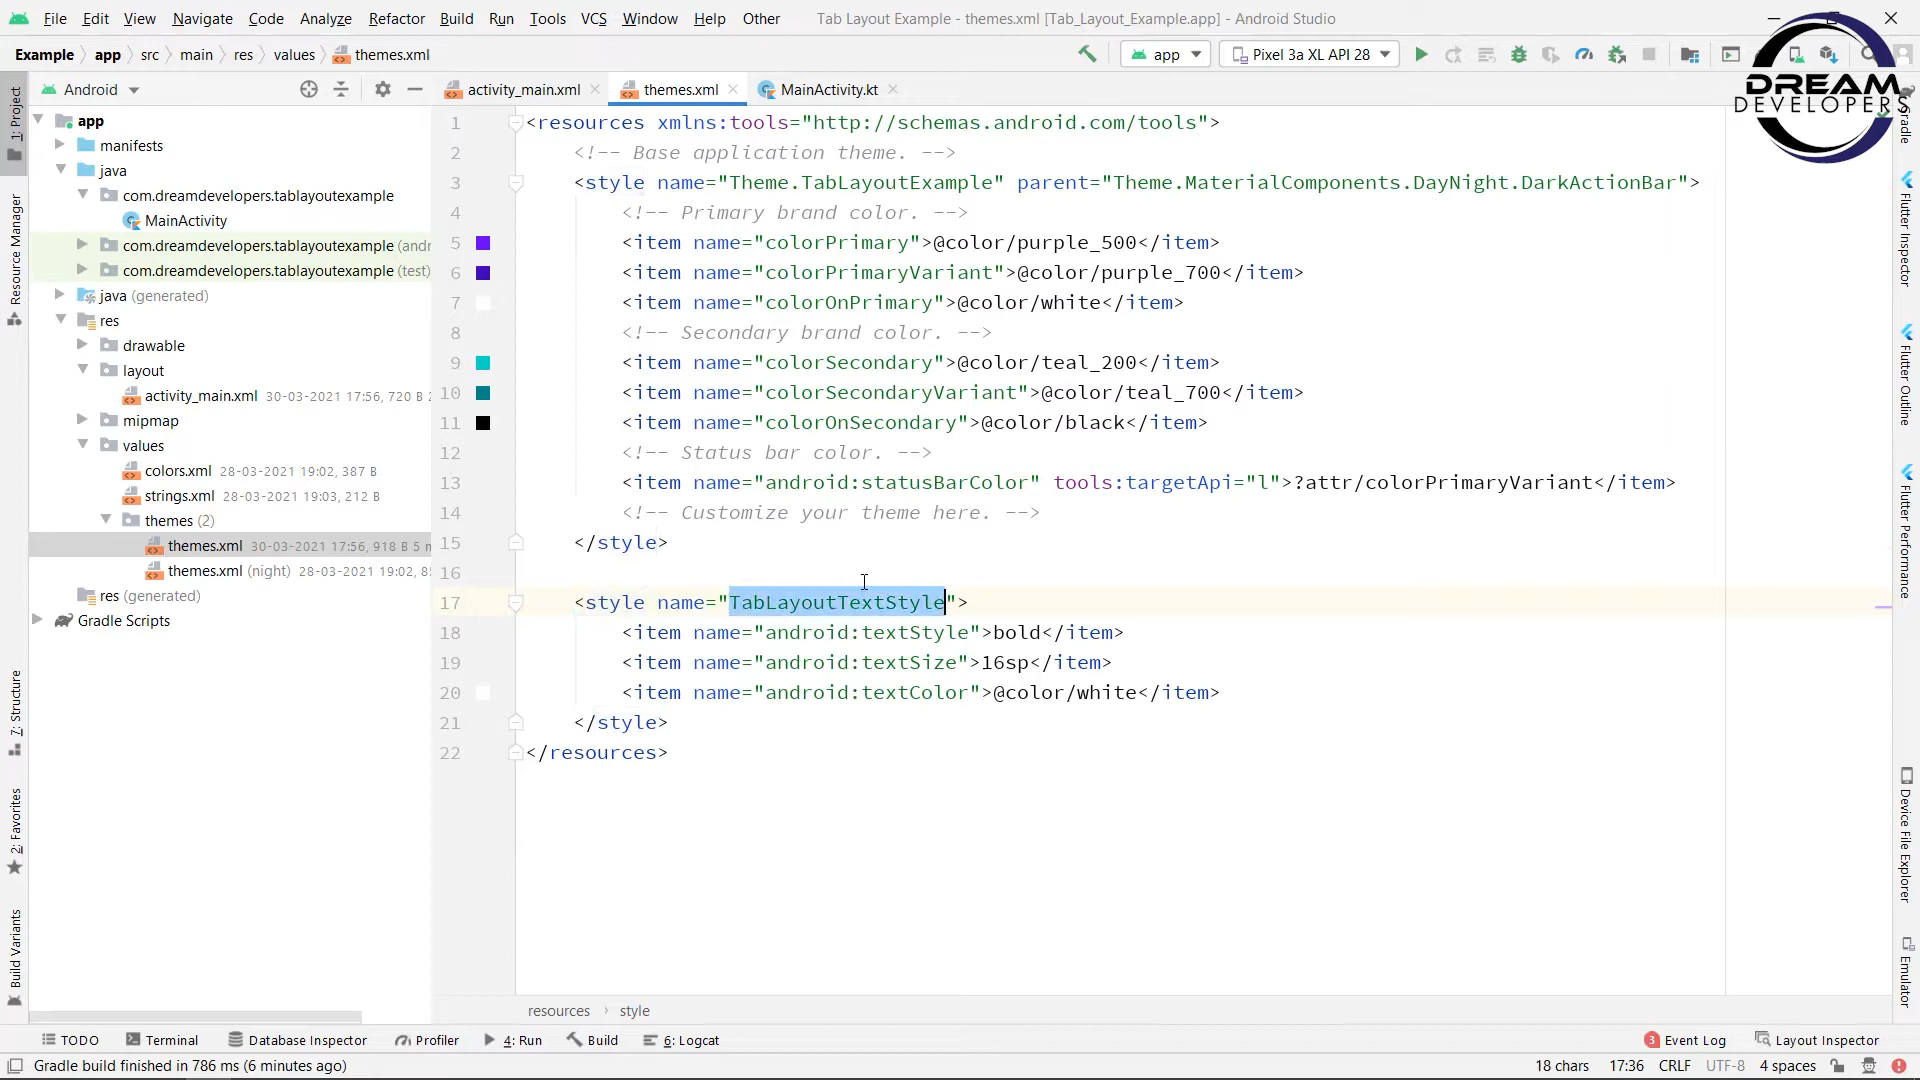 File Edit View Navigate Code Analyze Refactor Build Run Tools VCS Window Help Other Tab Layout Example - themes.xml [Tab_Layout_Example.app] - Android Studio
Example app src main res values themes.xml app Pixel 3a XL API 28
DREAM
DEVELOPERS
Android
activity_main.xml themes.xml MainActivity.kt
app
manifests
java
com.dreamdevelopers.tablayoutexample
MainActivity
com.dreamdevelopers.tablayoutexample (andr
com.dreamdevelopers.tablayoutexample (test)
java (generated)
res
drawable
layout
activity_main.xml 30-03-2021 17:56, 720 B 2
mipmap
values
colors.xml 28-03-2021 19:02, 387 B
strings.xml 28-03-2021 19:03, 212 B
themes (2)
themes.xml 30-03-2021 17:56, 918 B 5 m
themes.xml (night) 28-03-2021 19:02, 85
res (generated)
Gradle Scripts
1 <resources xmlns:tools="http://schemas.android.com/tools">
2 <!-- Base application theme. -->
3 <style name="Theme.TabLayoutExample" parent="Theme.MaterialComponents.DayNight.DarkActionBar">
4 <!-- Primary brand color. -->
5 <item name="colorPrimary">@color/purple_500</item>
6 <item name="colorPrimaryVariant">@color/purple_700</item>
7 <item name="colorOnPrimary">@color/white</item>
8 <!-- Secondary brand color. -->
9 <item name="colorSecondary">@color/teal_200</item>
10 <item name="colorSecondaryVariant">@color/teal_700</item>
11 <item name="colorOnSecondary">@color/black</item>
12 <!-- Status bar color. -->
13 <item name="android:statusBarColor" tools:targetApi="l">?attr/colorPrimaryVariant</item>
14 <!-- Customize your theme here. -->
15 </style>
16
17 <style name="TabLayoutTextStyle">
18 <item name="android:textStyle">bold</item>
19 <item name="android:textSize">16sp</item>
20 <item name="android:textColor">@color/white</item>
21 </style>
22 </resources>
1: Project
Resource Manager
7: Structure
2: Favorites
Build Variants
Gradle
Flutter Inspector
Flutter Outline
Flutter Performance
Device File Explorer
Emulator
resources style
TODO Terminal Database Inspector Profiler 4: Run Build 6: Logcat 3 Event Log Layout Inspector
Gradle build finished in 786 ms (6 minutes ago) 18 chars 17:36 CRLF UTF-8 4 spaces